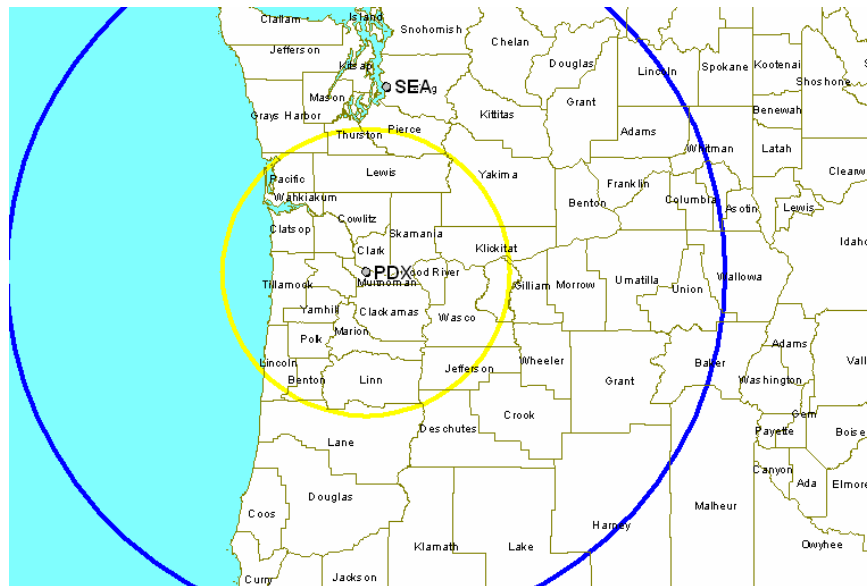 Clallam
Island
Snohomish
Chelan
Jefferson
Kitsap
Douglas
Lincoln
Spokane
Kootenai
Shoshone
SEA
Mason
Grant
Grays Harbor
Kittitas
Benewah
Thurston
Pierce
Adams
Whitman
Latah
Pacific
Lewis
Yakima
Clearw
Franklin
Wahkiakum
Benton
Columbia
Asotin
Lewis
Cowlitz
Clatsop
Skamania
Clark
Klickitat
Idaho
PDX
ood River
Multnomah
Tillamook
Gilliam
Morrow
Umatilla
Union
Wallowa
Yamhill
Clackamas
Wasco
Marion
Polk
Adams
Lincoln
Benton
Linn
Jefferson
Wheeler
Grant
Baker
Vall
Washington
Crook
Gem
Deschutes
Payette
Boise
Lane
Canyon
Ada
Elmore
Douglas
Coos
Malheur
Harney
Owyhee
Klamath
Lake
Curry
Jackson